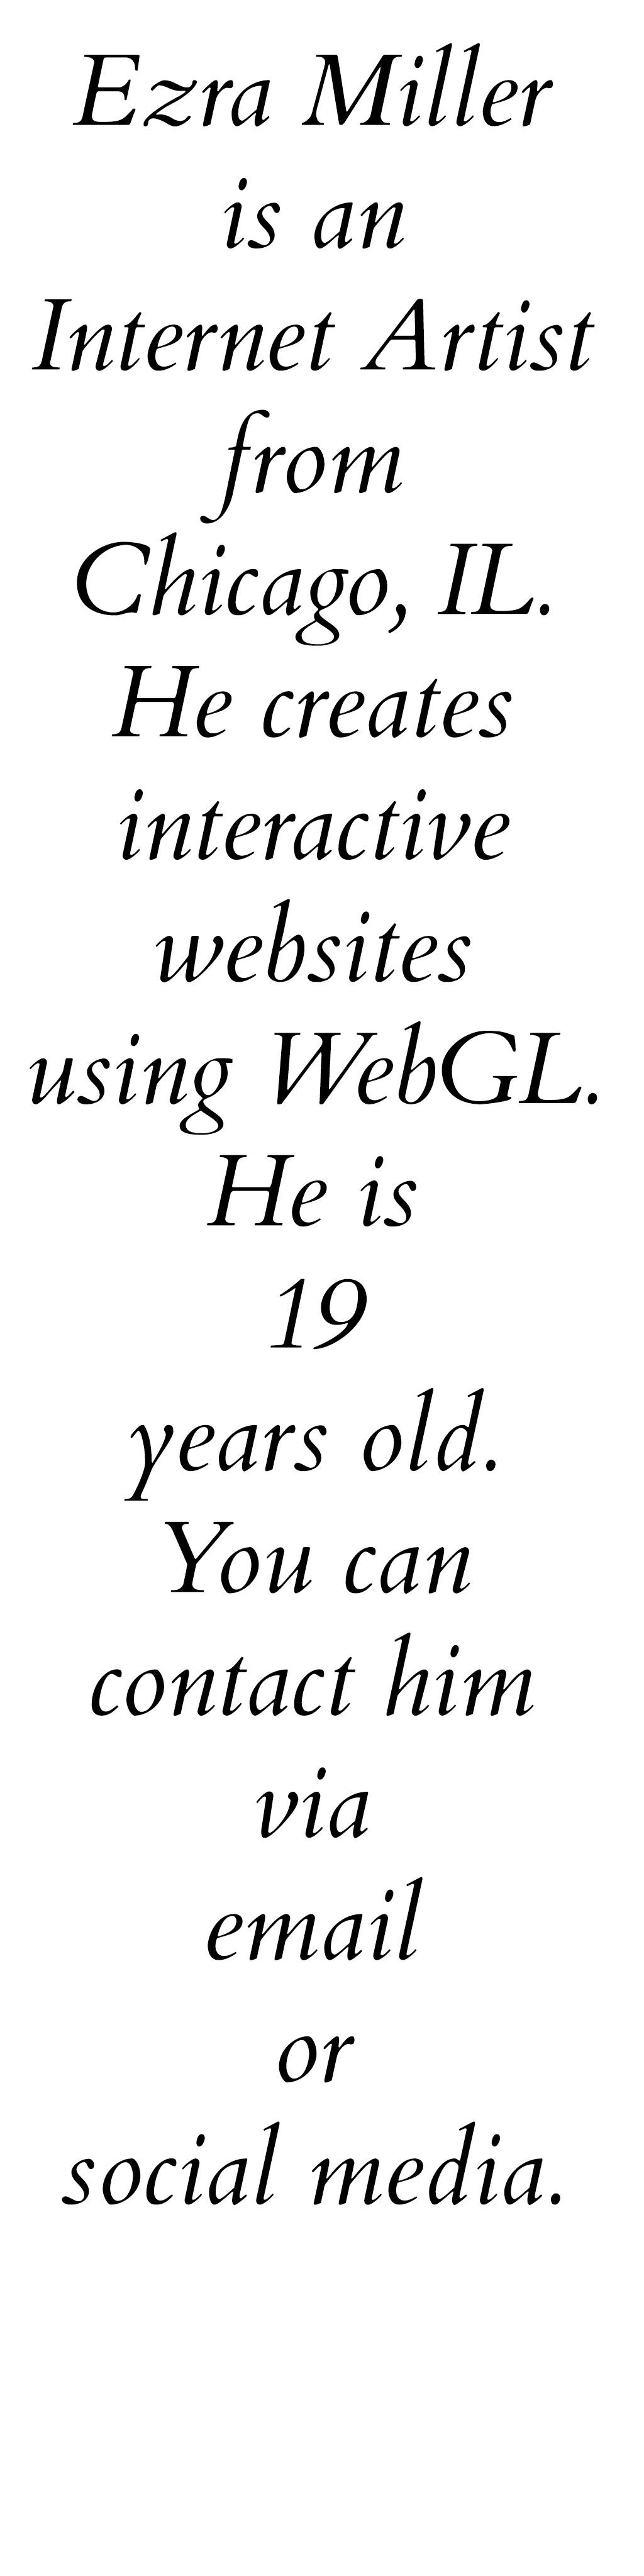 Ezra Miller
is an
Internet Artist
from
Chicago, IL.
He creates
interactive
websites
using WebGL.
He is
19
years old.
You can
contact him
via
email
or
social media.